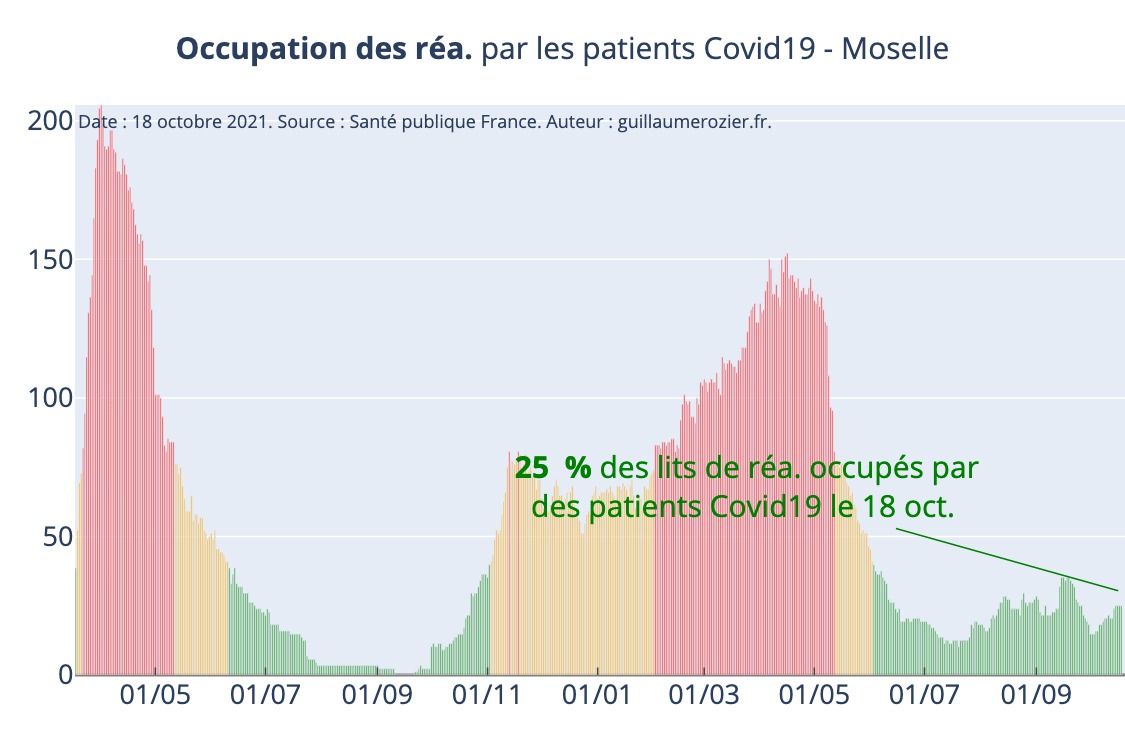 Occupation des réa. par les patients Covid19 - Moselle
200
Date : 18 octobre 2021. Source : Santé publique France. Auteur : guillaumerozier.fr.
150
100
25 % des lits de réa. occupés par
des patients Covid19 le 18 oct.
50
0
01/05 01/07 01/09 01/11 01/01 01/03 01/05 01/07 01/09